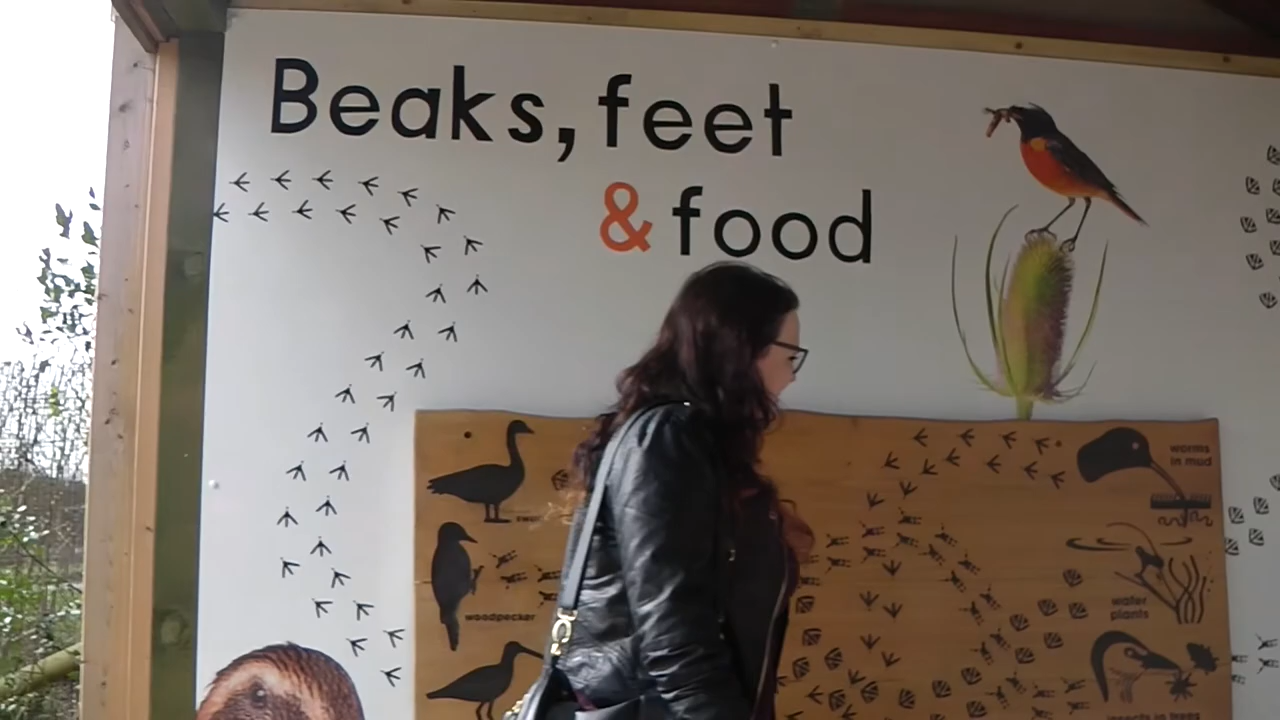 Beaks, feet
& food
worms
in mud
woodpecker
water
plants